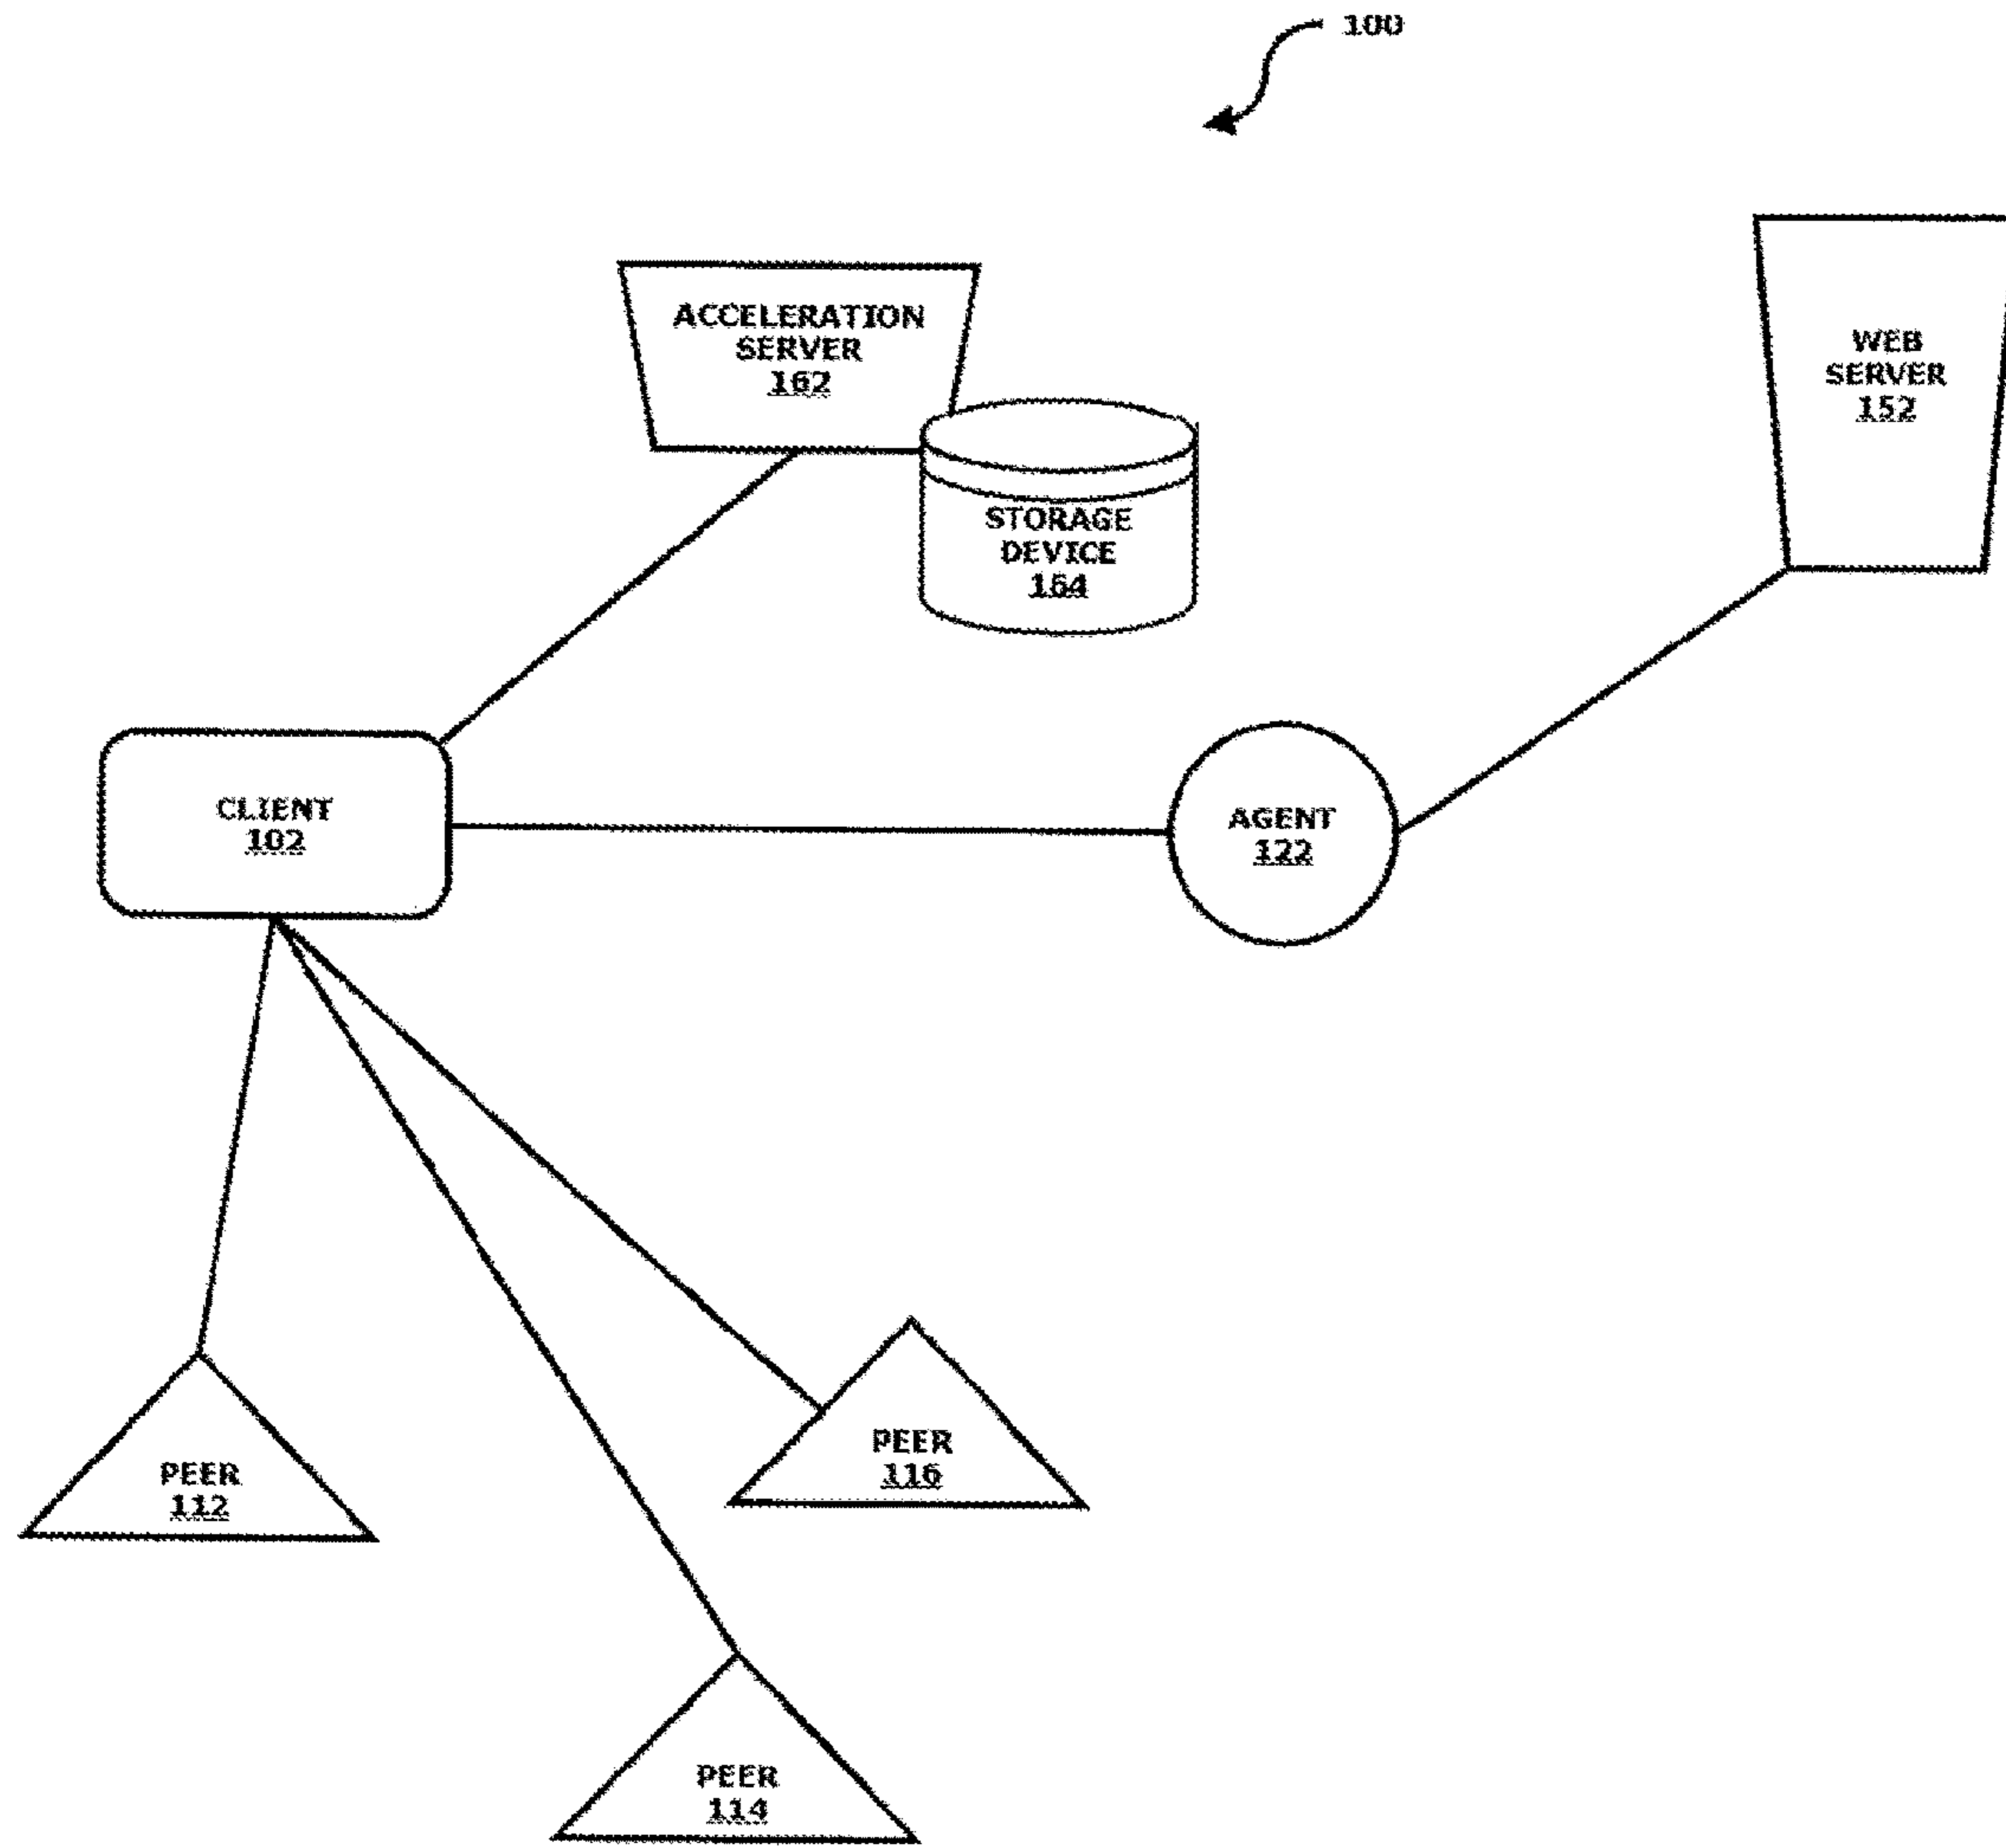 100
ACCELERATION
SERVER
162
WEB
SERVER
152
STORAGE
DEVICE
164
CLIENT
102
AGENT
122
PEER
116
PEER
112
PEER
114